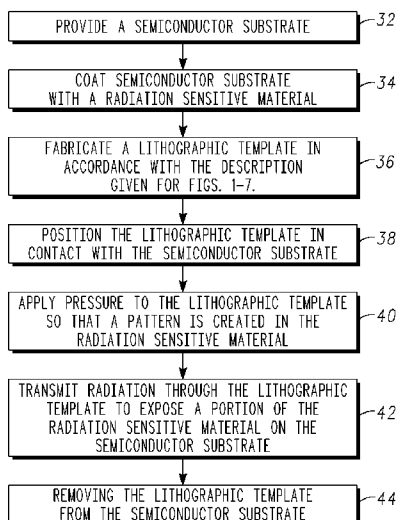 PROVIDE A SEMICONDUCTOR SUBSTRATE 32
COAT SEMICONDUCTOR SUBSTRATE
WITH A RADIATION SENSITIVE MATERIAL 34
FABRICATE A LITHOGRAPHIC TEMPLATE IN
ACCORDANCE WITH THE DESCRIPTION 36
GIVEN FOR FIGS. 1-7.
POSITION THE LITHOGRAPHIC TEMPLATE IN 38
CONTACT WITH THE SEMICONDUCTOR SUBSTRATE
APPLY PRESSURE TO THE LITHOGRAPHIC TEMPLATE
SO THAT A PATTERN IS CREATED IN THE 40
RADIATION SENSITIVE MATERIAL
TRANSMIT RADIATION THROUGH THE LITHOGRAPHIC
TEMPLATE TO EXPOSE A PORTION OF THE 42
RADIATION SENSITIVE MATERIAL ON THE
SEMICONDUCTOR SUBSTRATE
REMOVING THE LITHOGRAPHIC TEMPLATE 44
FROM THE SEMICONDUCTOR SUBSTRATE